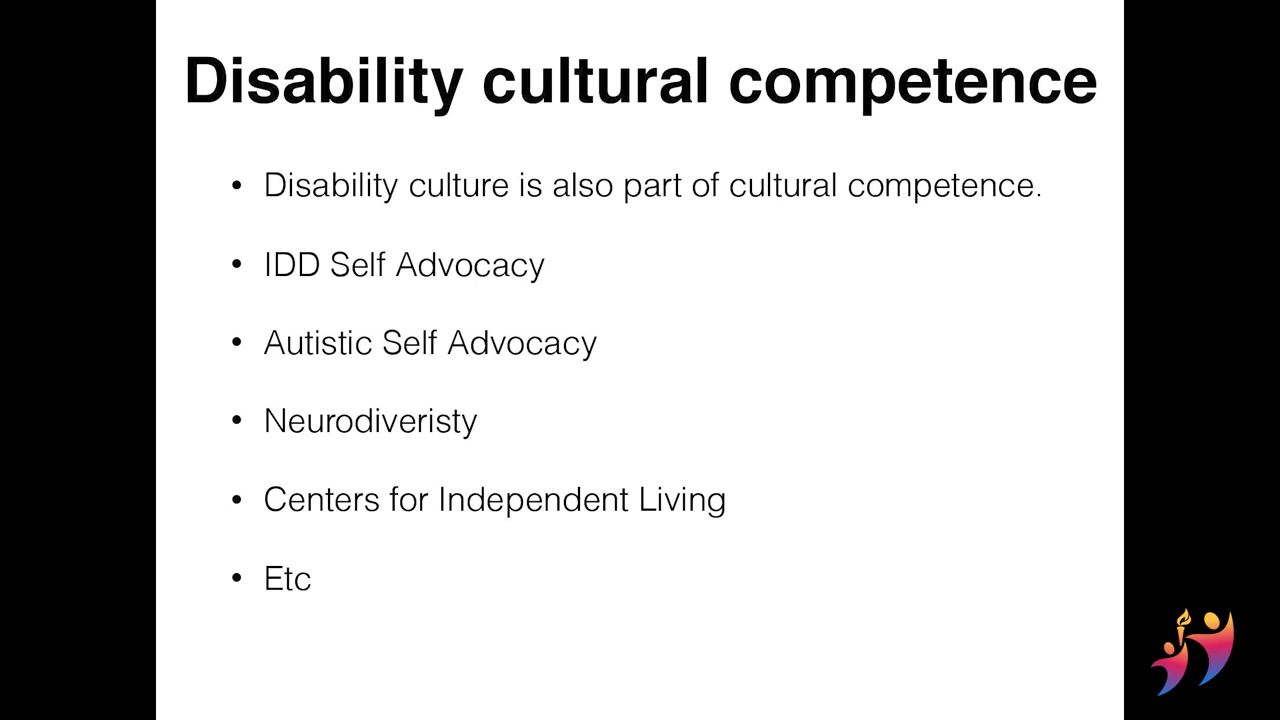 Disability cultural competence
• Disability culture is also part of cultural competence.
• IDD Self Advocacy
• Autistic Self Advocacy
• Neurodiveristy
• Centers for Independent Living
• Etc